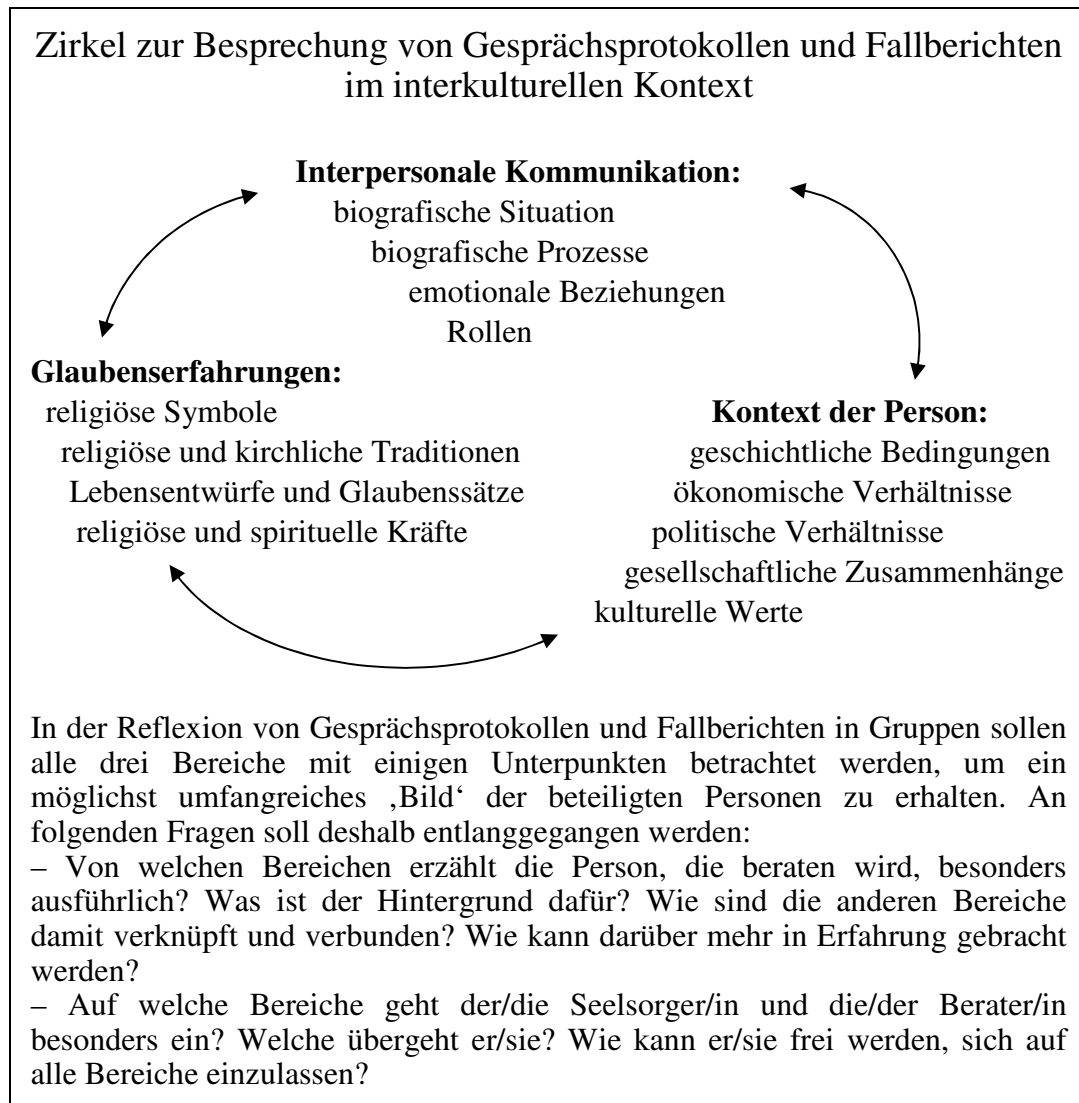 Zirkel zur Besprechung von Gesprächsprotokollen und Fallberichten
im interkulturellen Kontext
Interpersonale Kommunikation:
biografische Situation
biografische Prozesse
emotionale Beziehungen
Rollen
Glaubenserfahrungen:
religiöse Symbole
religiöse und kirchliche Traditionen
Lebensentwürfe und Glaubenssätze
religiöse und spirituelle Kräfte
Kontext der Person:
geschichtliche Bedingungen
ökonomische Verhältnisse
politische Verhältnisse
gesellschaftliche Zusammenhänge
kulturelle Werte
In der Reflexion von Gesprächsprotokollen und Fallberichten in Gruppen sollen
alle drei Bereiche mit einigen Unterpunkten betrachtet werden, um ein
möglichst umfangreiches ‚Bild‘ der beteiligten Personen zu erhalten. An
folgenden Fragen soll deshalb entlanggegangen werden:
– Von welchen Bereichen erzählt die Person, die beraten wird, besonders
ausführlich? Was ist der Hintergrund dafür? Wie sind die anderen Bereiche
damit verknüpft und verbunden? Wie kann darüber mehr in Erfahrung gebracht
werden?
– Auf welche Bereiche geht der/die Seelsorger/in und die/der Berater/in
besonders ein? Welche übergeht er/sie? Wie kann er/sie frei werden, sich auf
alle Bereiche einzulassen?